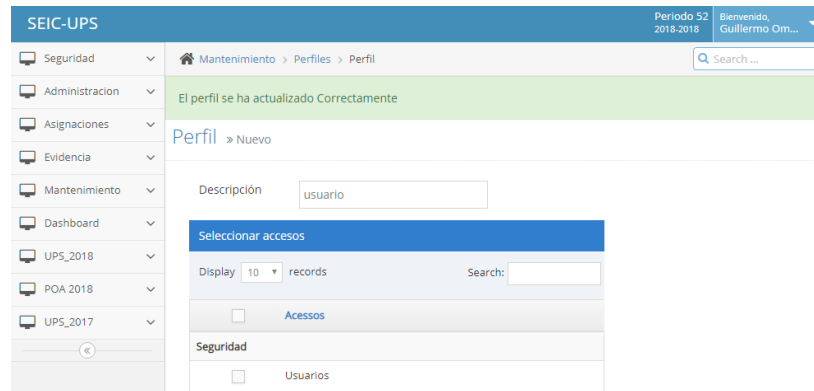 SEIC-UPS
Periodo 52
2018-2018
Bienvenido,
Guillermo Om...
Seguridad
Administracion
Asignaciones
Evidencia
Mantenimiento
Dashboard
UPS_2018
POA 2018
UPS_2017
Mantenimiento > Perfiles > Perfil
Search ...
El perfil se ha actualizado Correctamente
Perfil » Nuevo
Descripción
usuario
Seleccionar accesos
Display 10 records
Search:
Acessos
Seguridad
Usuarios